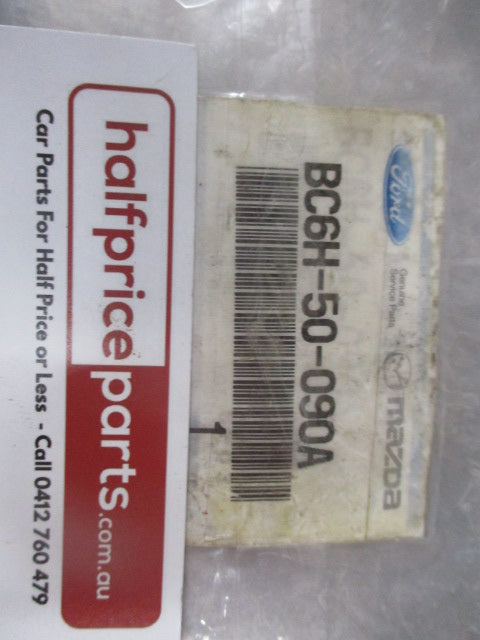 Ford
Genuine
Service Parts
mazda
BC6H-50-090A
1
halfpriceparts.com.au
Car Parts For Half Price or Less - Call 0412 760 479